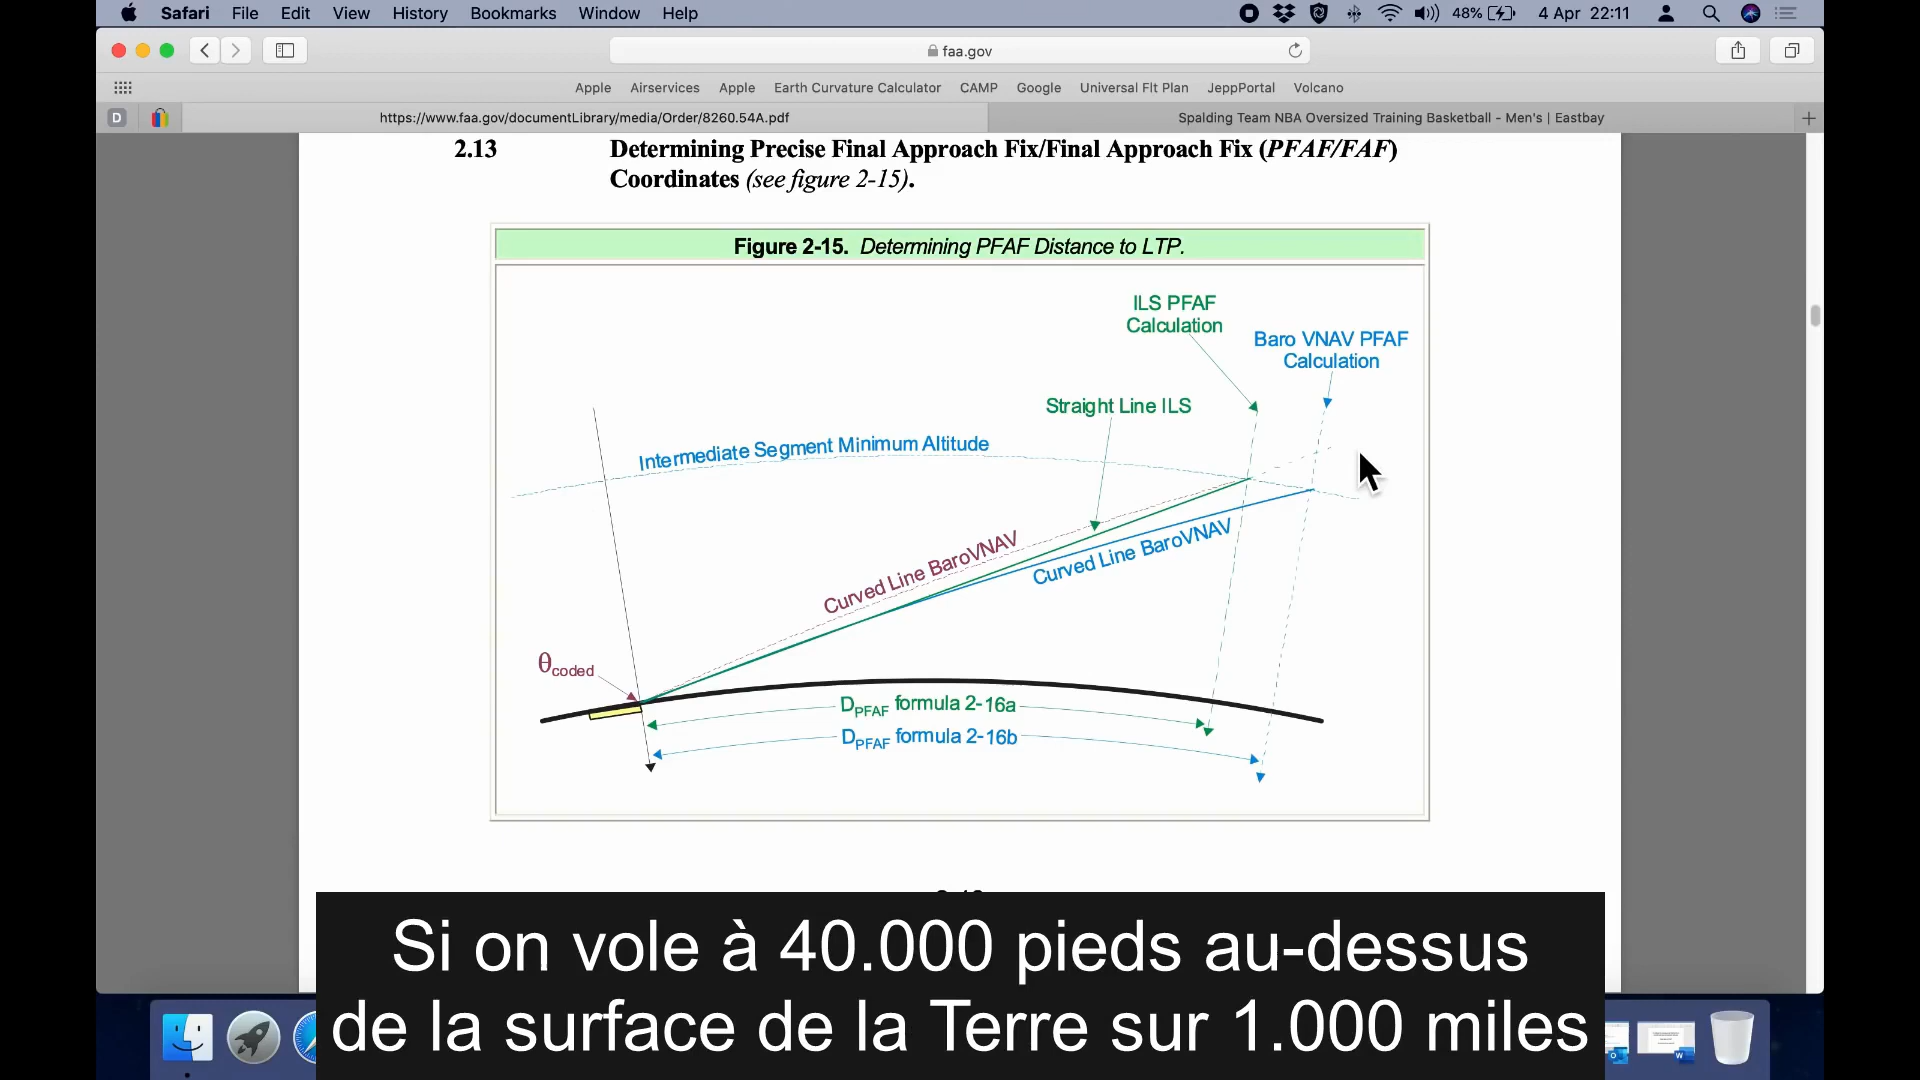 Safari File Edit View History Bookmarks Window Help 48% 4 Apr 22:11
faa.gov
Apple Airservices Apple Earth Curvature Calculator CAMP Google Universal Flt Plan JeppPortal Volcano
D https://www.faa.gov/documentLibrary/media/Order/8260.54A.pdf Spalding Team NBA Oversized Training Basketball - Men's | Eastbay
2.13 Determining Precise Final Approach Fix/Final Approach Fix (PFAF/FAF)
Coordinates (see figure 2-15).
Figure 2-15. Determining PFAF Distance to LTP.
ILS PFAF
Calculation
Baro VNAV PFAF
Calculation
Straight Line ILS
Intermediate Segment Minimum Altitude
Curved Line BaroVNAV
Curved Line BaroVNAV
θcoded
DPFAF formula 2-16a
DPFAF formula 2-16b
Si on vole à 40.000 pieds au-dessus
de la surface de la Terre sur 1.000 miles